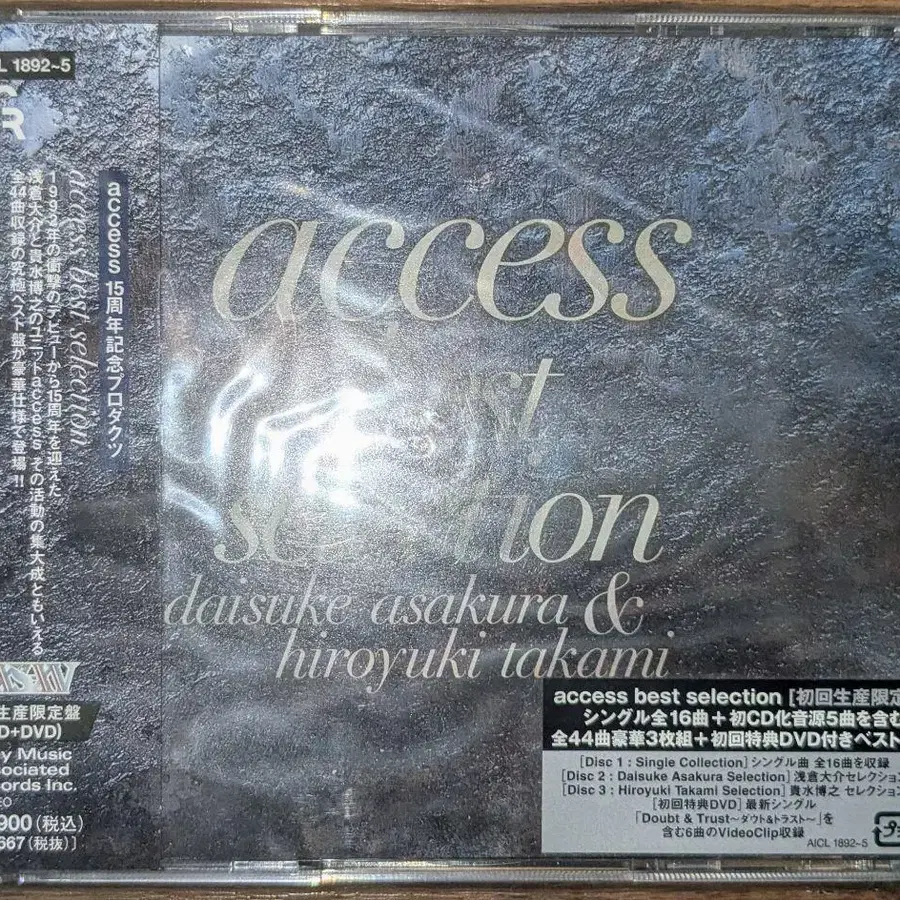 L 1892~5
access 15周年記念プロダクツ
access best selection
1992年の衝撃のデビューから15周年を迎えた
浅倉大介と貴水博之のユニットaccess その活動の集大成ともいえる
全44曲収録の究極ベスト盤が豪華仕様で登場!!
生産限定盤
D+DVD)
Music
Records Inc.
900(税込)
667(税抜)]
access
st
tion
daisuke asakura &
hiroyuki takami
access best selection [初回生産限定
シングル全16曲+初CD化音源5曲を含む
全44曲豪華3枚組+初回特典DVD付きベスト
[Disc 1 : Single Collection] シングル曲 全16曲を収録
[Disc 2 : Daisuke Asakura Selection] 浅倉大介セレクション
[Disc 3 : Hiroyuki Takami Selection] 貴水博之 セレクション
[初回特典DVD] 最新シングル
「Doubt & Trust〜ダウト&トラスト〜」を
含む6曲のVideoClip収録
AICL 1892~5
プラ